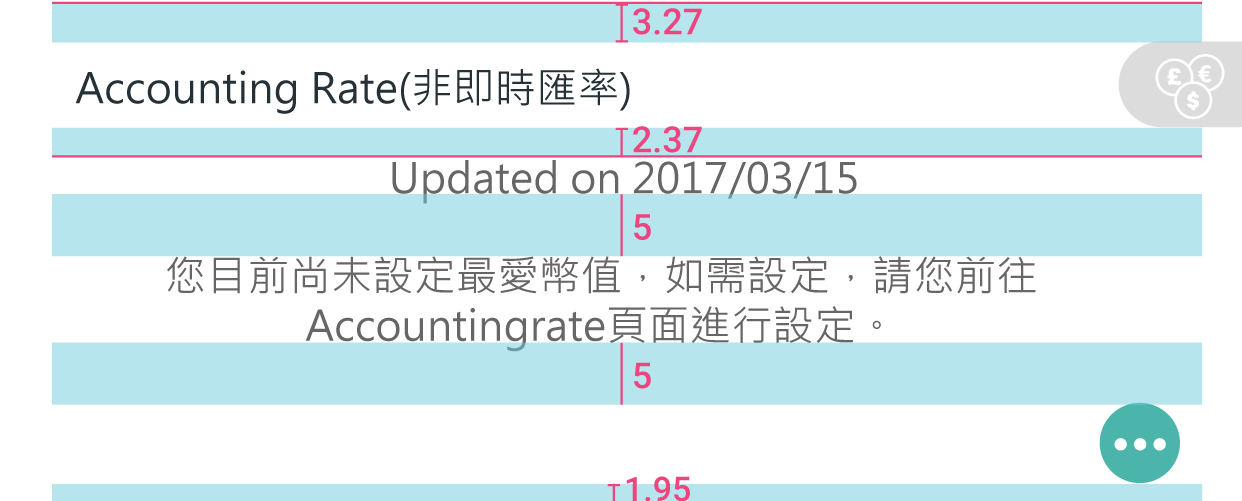 3.27
Accounting Rate(非即時匯率)
£ € $
2.37
Updated on 2017/03/15
5
您目前尚未設定最愛幣值，如需設定，請您前往
Accountingrate頁面進行設定。
5
1.95